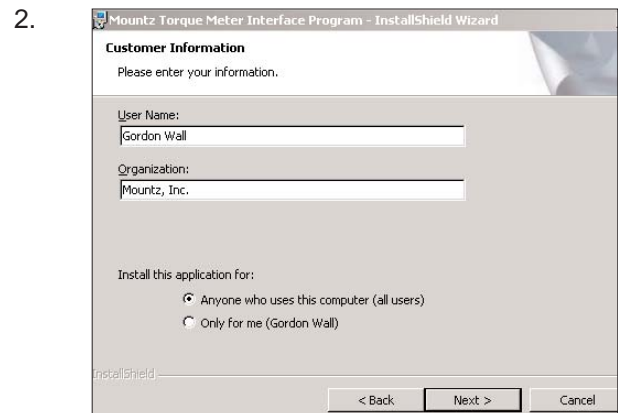 2.
Mountz Torque Meter Interface Program - InstallShield Wizard
Customer Information
Please enter your information.
User Name:
Gordon Wall
Organization:
Mountz, Inc.
Install this application for:
Anyone who uses this computer (all users)
Only for me (Gordon Wall)
InstallShield
< Back Next > Cancel